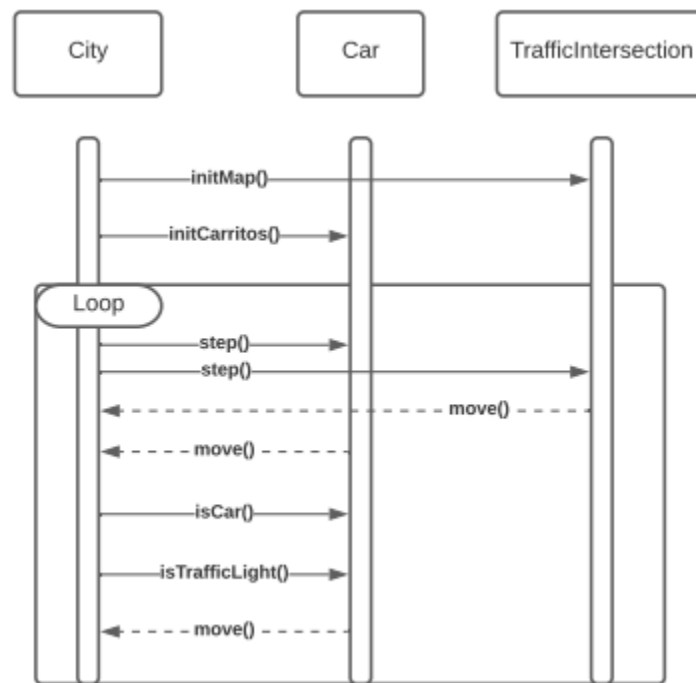 City
Car
TrafficIntersection
initMap()
initCarritos()
Loop
step()
step()
move()
move()
isCar()
isTrafficLight()
move()